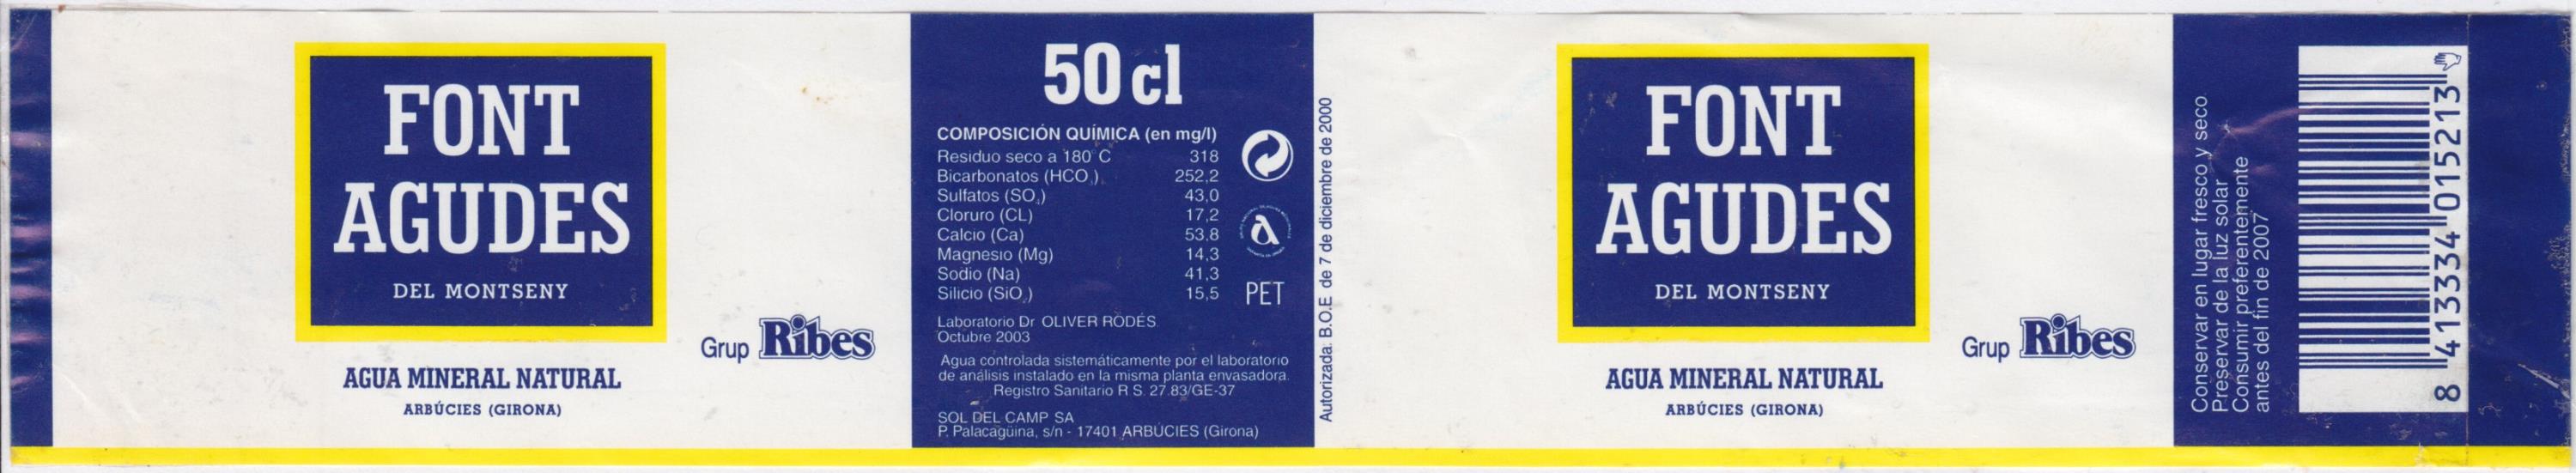 FONT
AGUDES
DEL MONTSENY
AGUA MINERAL NATURAL
ARBÚCIES (GIRONA)
Grup Ribes
50 cl
COMPOSICIÓN QUÍMICA (en mg/l)
Residuo seco a 180°C 318
Bicarbonatos (HCO₃) 252,2
Sulfatos (SO₄) 43,0
Cloruro (CL) 17,2
Calcio (Ca) 53,8
Magnesio (Mg) 14,3
Sodio (Na) 41,3
Silicio (SiO₂) 15,5
PET
Laboratorio Dr. OLIVER RODÉS.
Octubre 2003
Agua controlada sistemáticamente por el laboratorio
de análisis instalado en la misma planta envasadora.
Registro Sanitario R.S. 27.83/GE-37
SOL DEL CAMP SA
P. Palacagüina, s/n - 17401 ARBÚCIES (Girona)
Autorizada. B.O.E. de 7 de diciembre de 2000
FONT
AGUDES
DEL MONTSENY
AGUA MINERAL NATURAL
ARBÚCIES (GIRONA)
Grup Ribes
Conservar en lugar fresco y seco
Preservar de la luz solar
Consumir preferentemente
antes del fin de 2007
8 413334 015213